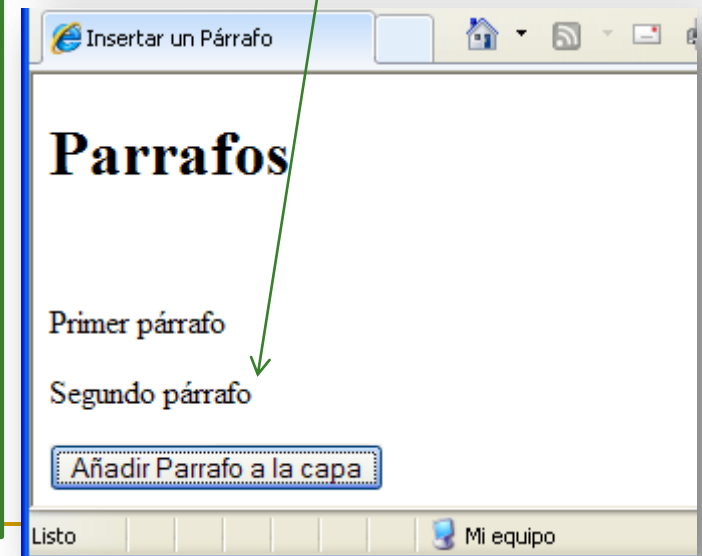 Insertar un Párrafo
Parrafos
Primer párrafo
Segundo párrafo
Añadir Parrafo a la capa
Listo
Mi equipo